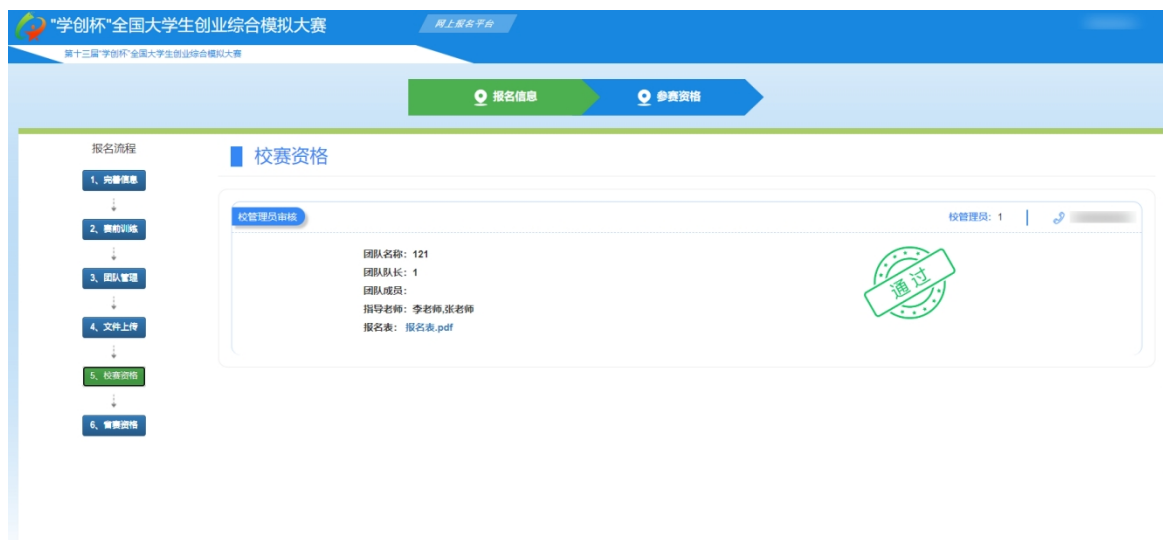 "学创杯"全国大学生创业综合模拟大赛
网上报名平台
第十三届"学创杯"全国大学生创业综合模拟大赛
报名信息
参赛资格
报名流程
校赛资格
1、完善信息
2、赛前训练
3、团队管理
4、文件上传
5、校赛资格
6、省赛资格
校管理员审核
校管理员：1
团队名称：121
团队队长：1
团队成员：
指导老师：李老师,张老师
报名表：报名表.pdf
通过